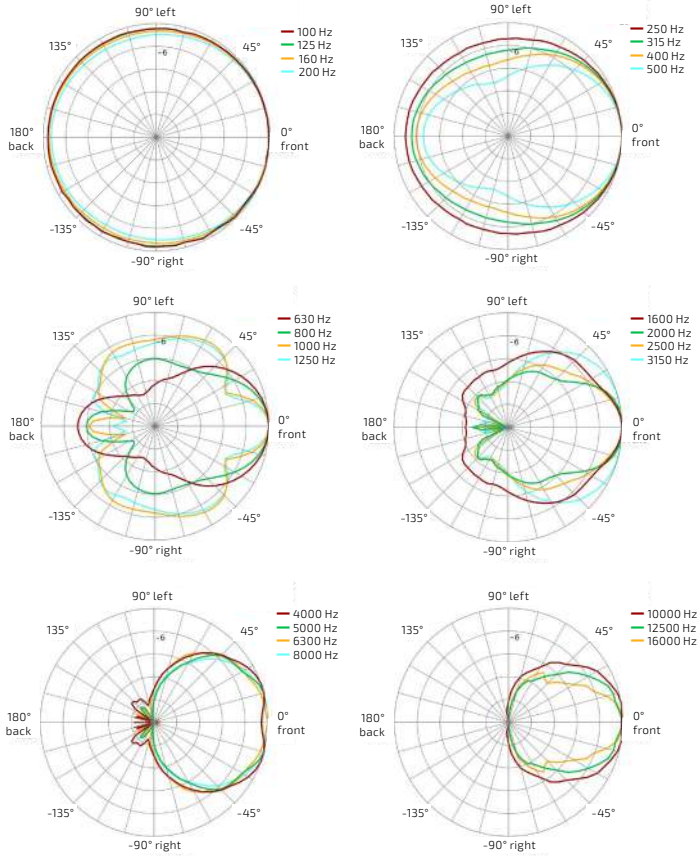 90° left
135°
45°
-6
100 Hz
125 Hz
160 Hz
200 Hz
180°
back
0°
front
-135°
-45°
-90° right
90° left
135°
45°
-6
250 Hz
315 Hz
400 Hz
500 Hz
180°
back
0°
front
-135°
-45°
-90° right
90° left
135°
45°
-6
630 Hz
800 Hz
1000 Hz
1250 Hz
180°
back
0°
front
-135°
-45°
-90° right
90° left
135°
45°
-6
1600 Hz
2000 Hz
2500 Hz
3150 Hz
180°
back
0°
front
-135°
-45°
-90° right
90° left
135°
45°
-6
4000 Hz
5000 Hz
6300 Hz
8000 Hz
180°
back
0°
front
-135°
-45°
-90° right
90° left
135°
45°
-6
10000 Hz
12500 Hz
16000 Hz
180°
back
0°
front
-135°
-45°
-90° right